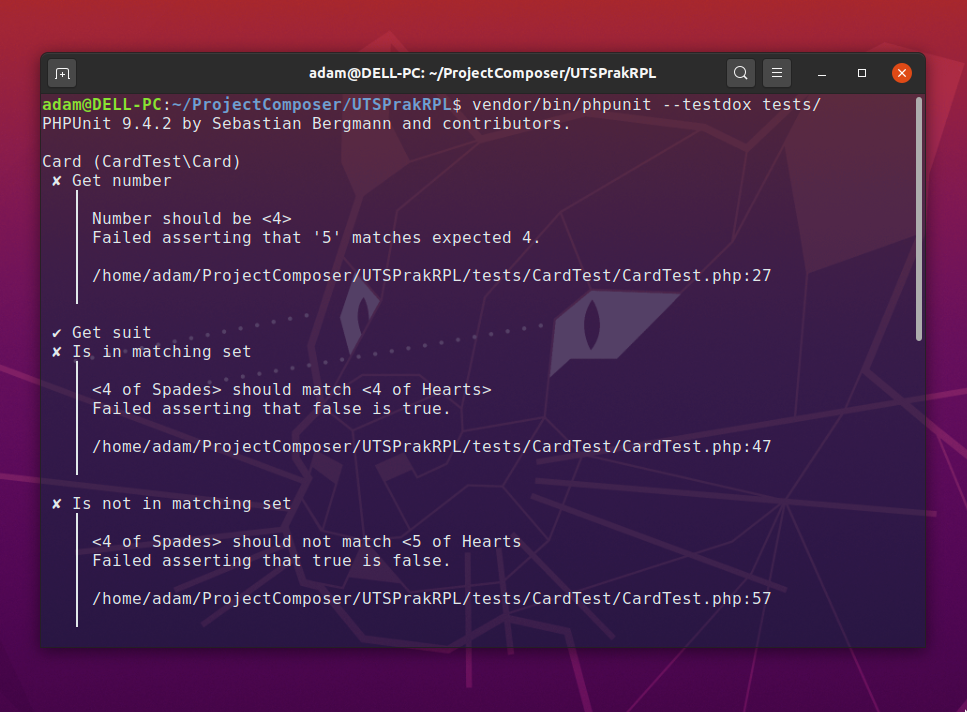 adam@DELL-PC: ~/ProjectComposer/UTSPrakRPL
adam@DELL-PC:~/ProjectComposer/UTSPrakRPL$ vendor/bin/phpunit --testdox tests/
PHPUnit 9.4.2 by Sebastian Bergmann and contributors.
Card (CardTest\Card)
✘ Get number
Number should be <4>
Failed asserting that '5' matches expected 4.
/home/adam/ProjectComposer/UTSPrakRPL/tests/CardTest/CardTest.php:27
✔ Get suit
✘ Is in matching set
<4 of Spades> should match <4 of Hearts>
Failed asserting that false is true.
/home/adam/ProjectComposer/UTSPrakRPL/tests/CardTest/CardTest.php:47
✘ Is not in matching set
<4 of Spades> should not match <5 of Hearts
Failed asserting that true is false.
/home/adam/ProjectComposer/UTSPrakRPL/tests/CardTest/CardTest.php:57